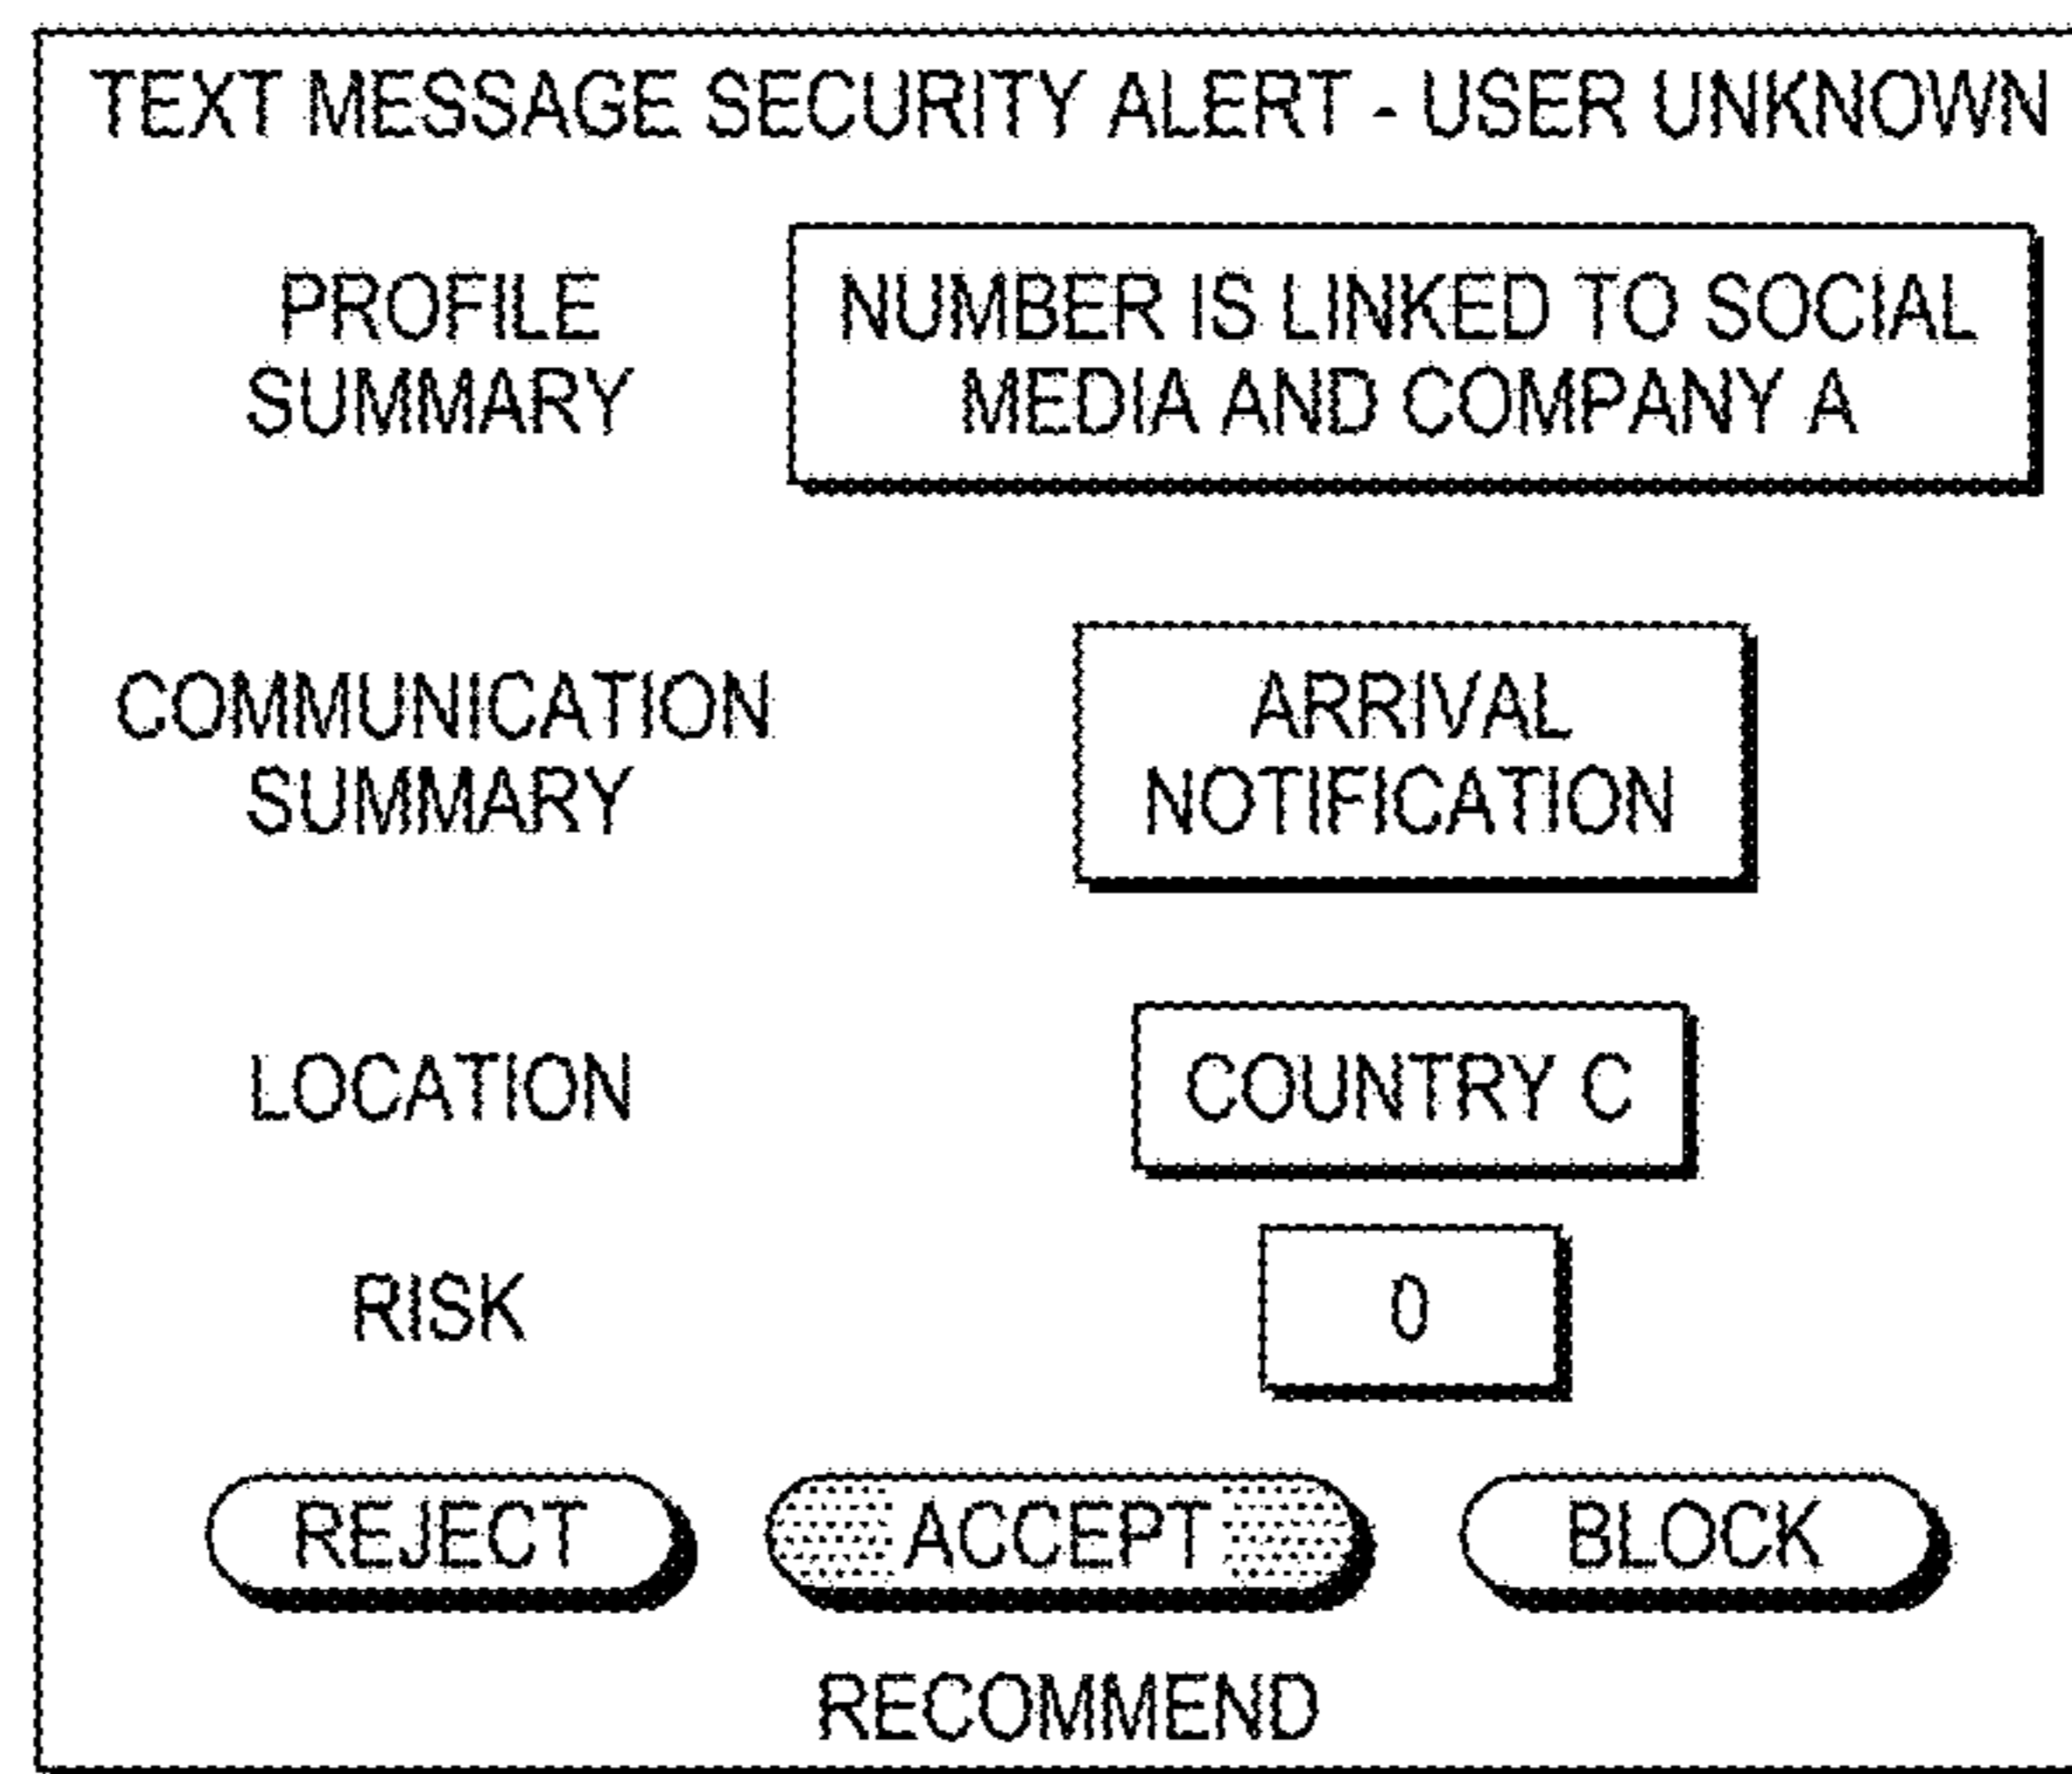 TEXT MESSAGE SECURITY ALERT - USER UNKNOWN
PROFILE
SUMMARY
NUMBER IS LINKED TO SOCIAL
MEDIA AND COMPANY A
COMMUNICATION
SUMMARY
ARRIVAL
NOTIFICATION
LOCATION
COUNTRY C
RISK
0
REJECT
ACCEPT
BLOCK
RECOMMEND